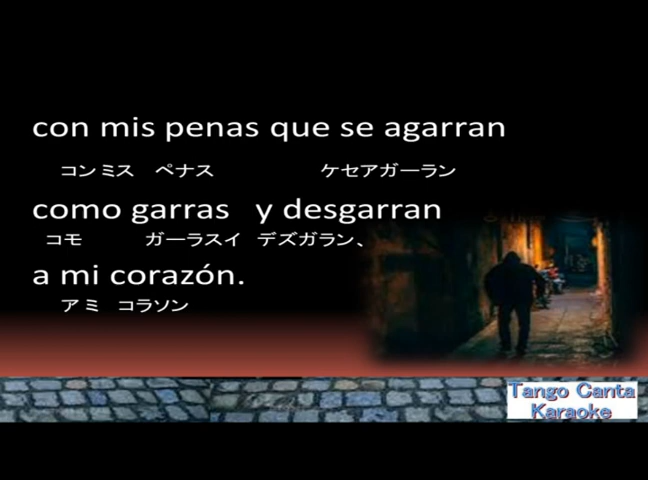 con mis penas que se agarran
コン ミス ペナス ケセアガーラン
como garras y desgarran
コモ ガーラスイ デズガラン、
a mi corazón.
ア ミ コラソン
Tango Canta
Karaoke